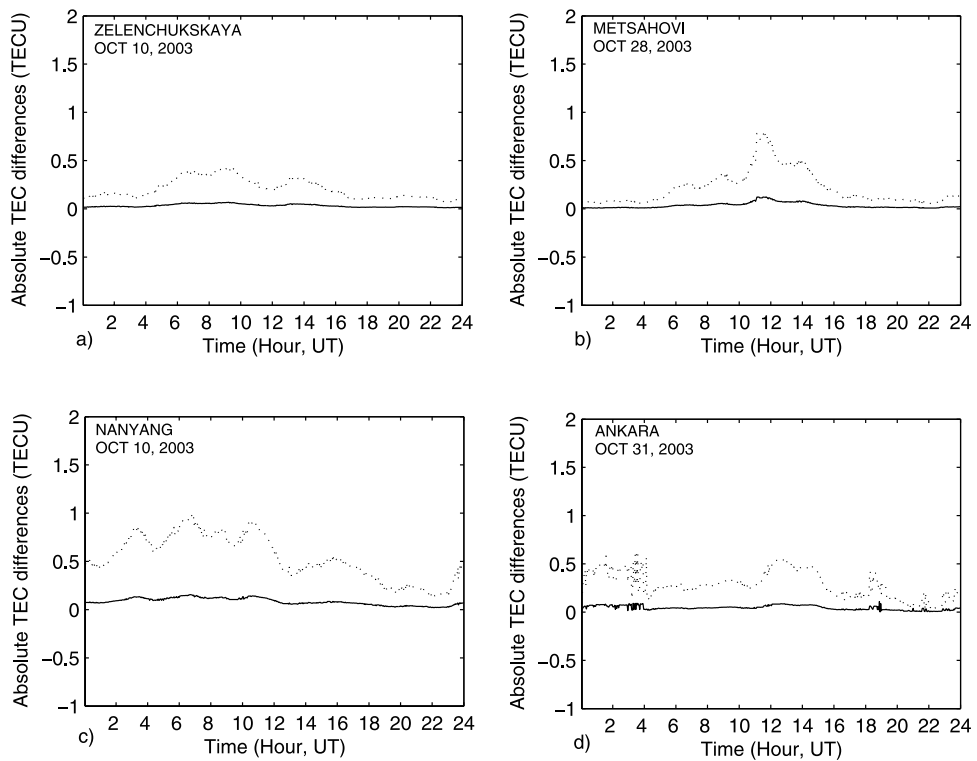 ZELENCHUKSKAYA
OCT 10, 2003
Absolute TEC differences (TECU)
2
1.5
1
0.5
0
−0.5
−1
2 4 6 8 10 12 14 16 18 20 22 24
a)
Time (Hour, UT)
METSAHOVI
OCT 28, 2003
Absolute TEC differences (TECU)
2
1.5
1
0.5
0
−0.5
−1
2 4 6 8 10 12 14 16 18 20 22 24
b)
Time (Hour, UT)
NANYANG
OCT 10, 2003
Absolute TEC differences (TECU)
2
1.5
1
0.5
0
−0.5
−1
2 4 6 8 10 12 14 16 18 20 22 24
c)
Time (Hour, UT)
ANKARA
OCT 31, 2003
Absolute TEC differences (TECU)
2
1.5
1
0.5
0
−0.5
−1
2 4 6 8 10 12 14 16 18 20 22 24
d)
Time (Hour, UT)